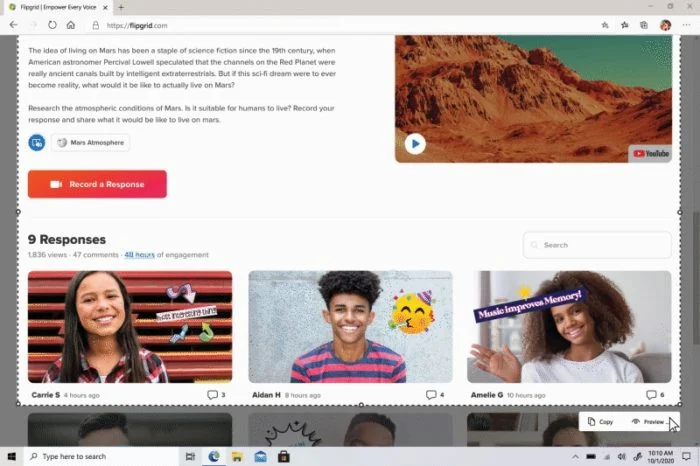 Flipgrid | Empower Every Voice
https://flipgrid.com
The idea of living on Mars has been a staple of science fiction since the 19th century, when
American astronomer Percival Lowell speculated that the channels on the Red Planet were
really ancient canals built by intelligent extraterrestrials. But if this sci-fi dream were to ever
become reality, what would it be like to actually live on Mars?
Research the atmospheric conditions of Mars. Is it suitable for humans to live? Record your
response and share what it would be like to live on mars.
Mars Atmosphere
YouTube
Record a Response
9 Responses
1,836 views · 47 comments · 48 hours of engagement
Search
most interesting thing
Music improves Memory!
Carrie S 4 hours ago 3
Aidan H 8 hours ago 4
Amelie G 10 hours ago 6
Copy
Preview
Type here to search
10:10 AM
10/1/2020